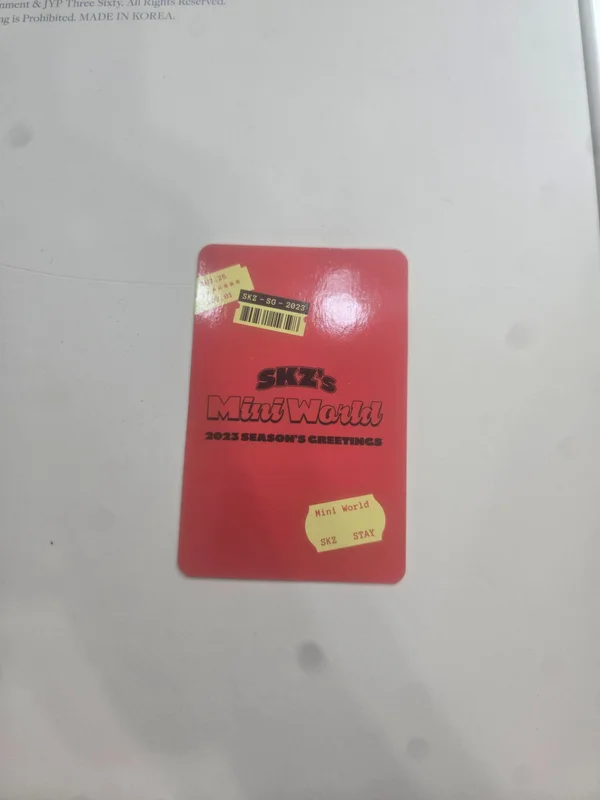 nment & JYP Three Sixty. All Rights Reserved.
ng is Prohibited. MADE IN KOREA.
SKZ - SG - 2023
SKZ's
Mini World
2023 SEASON'S GREETINGS
Mini World
SKZ STAY